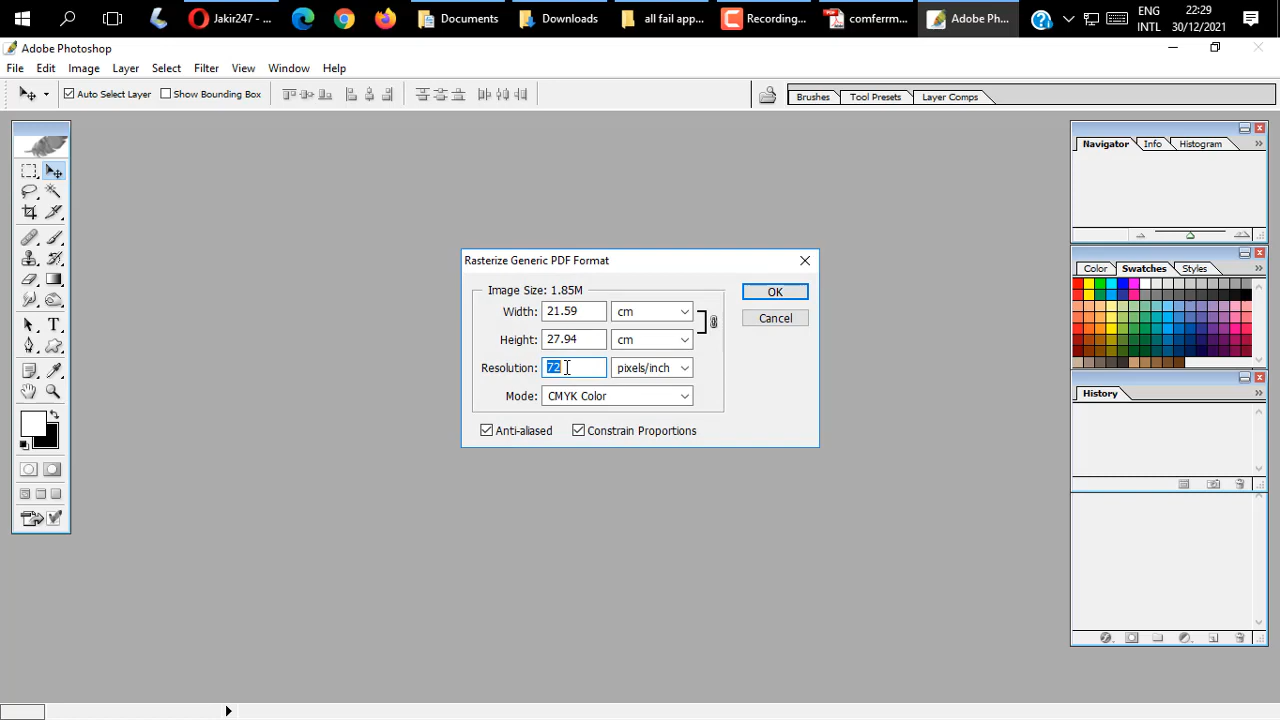 Jakir247 - ...
Documents
Downloads
all fail app...
Recording...
comferrm...
Adobe Ph...
ENG
INTL
22:29
30/12/2021
Adobe Photoshop
File Edit Image Layer Select Filter View Window Help
Auto Select Layer Show Bounding Box
Brushes Tool Presets Layer Comps
Navigator Info Histogram
Color Swatches Styles
History
Rasterize Generic PDF Format
Image Size: 1.85M
Width: 21.59 cm
Height: 27.94 cm
Resolution: 72 pixels/inch
Mode: CMYK Color
Anti-aliased Constrain Proportions
OK
Cancel